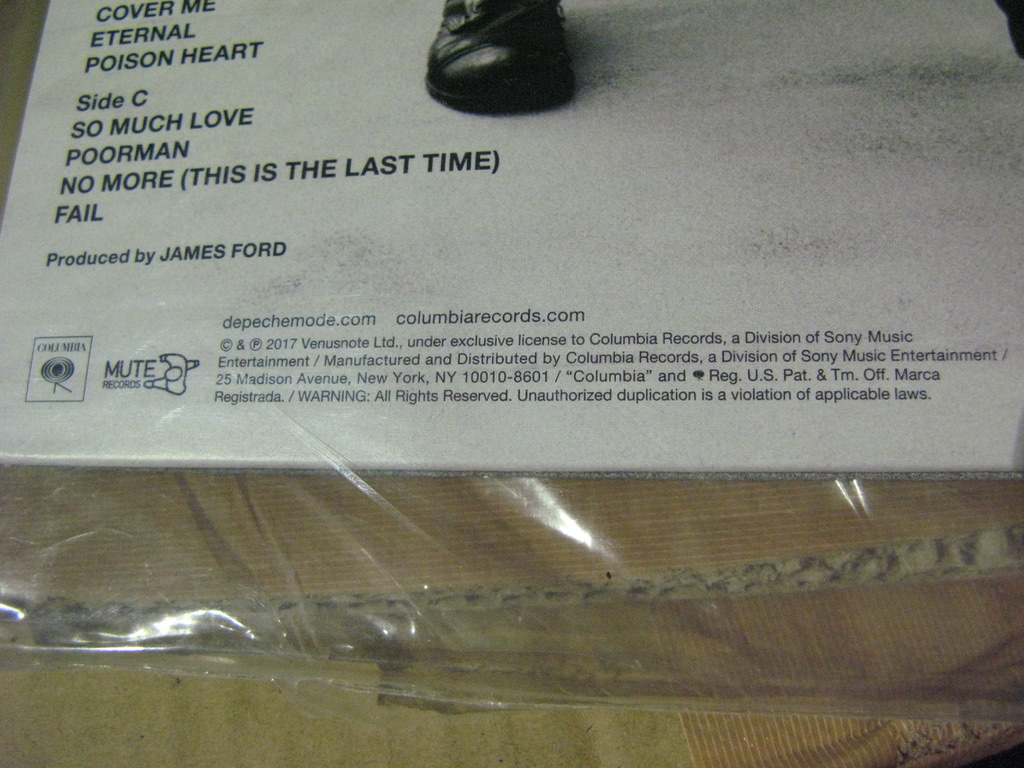 COVER ME
ETERNAL
POISON HEART
Side C
SO MUCH LOVE
POORMAN
NO MORE (THIS IS THE LAST TIME)
FAIL
Produced by JAMES FORD
depechemode.com columbiarecords.com
COLUMBIA
MUTE
RECORDS
© & ℗ 2017 Venusnote Ltd., under exclusive license to Columbia Records, a Division of Sony Music
Entertainment / Manufactured and Distributed by Columbia Records, a Division of Sony Music Entertainment /
25 Madison Avenue, New York, NY 10010-8601 / “Columbia” and Reg. U.S. Pat. & Tm. Off. Marca
Registrada. / WARNING: All Rights Reserved. Unauthorized duplication is a violation of applicable laws.